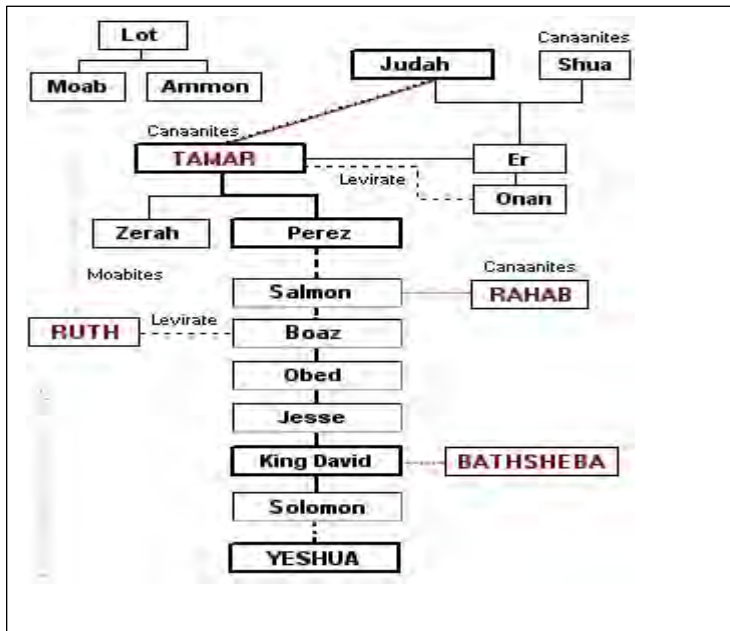 Lot
Canaanites
Judah
Shua
Moab Ammon
Canaanites
TAMAR
Er
Levirate
Onan
Zerah
Perez
Moabites
Canaanites
Salmon
RAHAB
Levirate
RUTH
Boaz
Obed
Jesse
King David
BATHSHEBA
Solomon
YESHUA